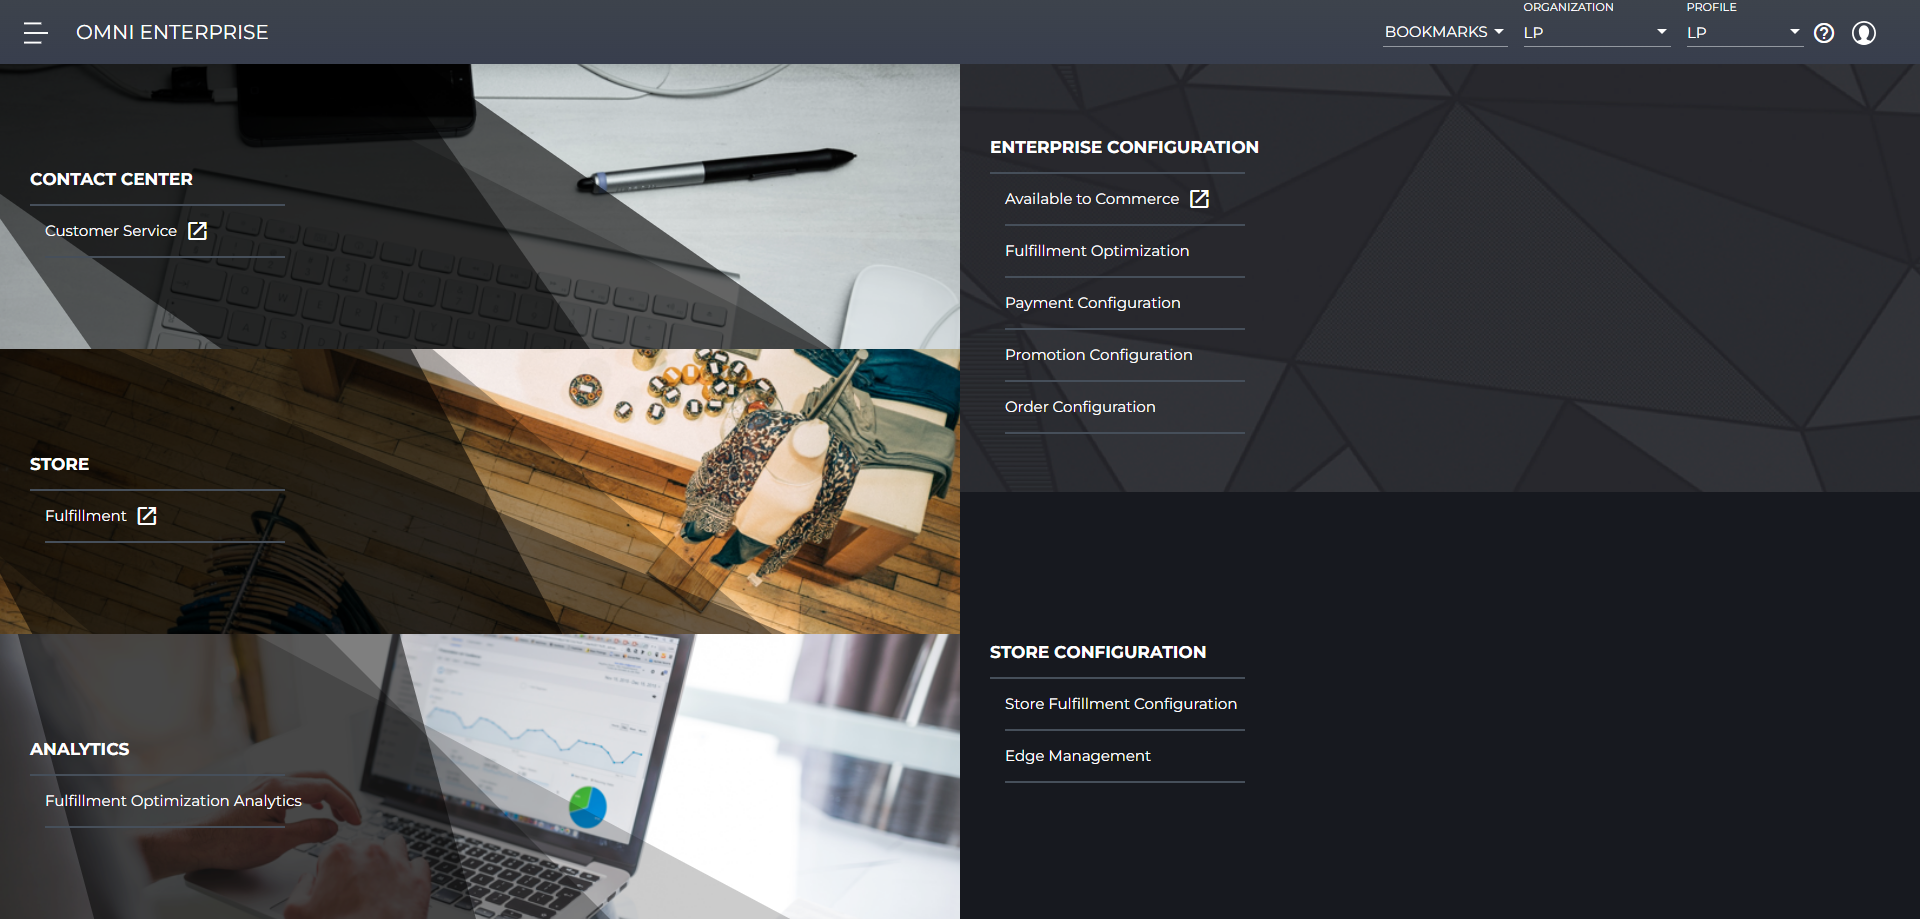 OMNI ENTERPRISE
BOOKMARKS
ORGANIZATION
LP
PROFILE
LP
CONTACT CENTER
Customer Service
STORE
Fulfillment
ANALYTICS
Fulfillment Optimization Analytics
ENTERPRISE CONFIGURATION
Available to Commerce
Fulfillment Optimization
Payment Configuration
Promotion Configuration
Order Configuration
STORE CONFIGURATION
Store Fulfillment Configuration
Edge Management